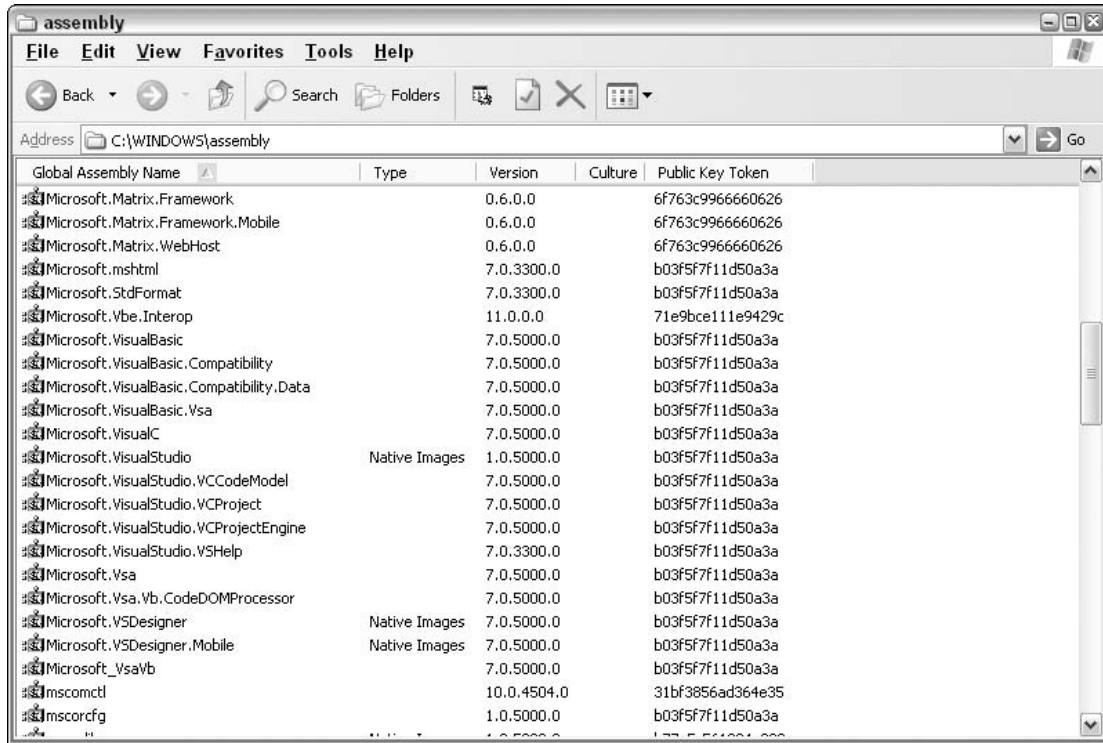 assembly
File Edit View Favorites Tools Help
Back Search Folders
Address C:\WINDOWS\assembly Go
Global Assembly Name Type Version Culture Public Key Token
Microsoft.Matrix.Framework 0.6.0.0 6f763c9966660626
Microsoft.Matrix.Framework.Mobile 0.6.0.0 6f763c9966660626
Microsoft.Matrix.WebHost 0.6.0.0 6f763c9966660626
Microsoft.mshtml 7.0.3300.0 b03f5f7f11d50a3a
Microsoft.StdFormat 7.0.3300.0 b03f5f7f11d50a3a
Microsoft.Vbe.Interop 11.0.0.0 71e9bce111e9429c
Microsoft.VisualBasic 7.0.5000.0 b03f5f7f11d50a3a
Microsoft.VisualBasic.Compatibility 7.0.5000.0 b03f5f7f11d50a3a
Microsoft.VisualBasic.Compatibility.Data 7.0.5000.0 b03f5f7f11d50a3a
Microsoft.VisualBasic.Vsa 7.0.5000.0 b03f5f7f11d50a3a
Microsoft.VisualC 7.0.5000.0 b03f5f7f11d50a3a
Microsoft.VisualStudio Native Images 1.0.5000.0 b03f5f7f11d50a3a
Microsoft.VisualStudio.VCCodeModel 7.0.5000.0 b03f5f7f11d50a3a
Microsoft.VisualStudio.VCProject 7.0.5000.0 b03f5f7f11d50a3a
Microsoft.VisualStudio.VCProjectEngine 7.0.5000.0 b03f5f7f11d50a3a
Microsoft.VisualStudio.VSHelp 7.0.3300.0 b03f5f7f11d50a3a
Microsoft.Vsa 7.0.5000.0 b03f5f7f11d50a3a
Microsoft.Vsa.Vb.CodeDOMProcessor 7.0.5000.0 b03f5f7f11d50a3a
Microsoft.VSDesigner Native Images 7.0.5000.0 b03f5f7f11d50a3a
Microsoft.VSDesigner.Mobile Native Images 7.0.5000.0 b03f5f7f11d50a3a
Microsoft_VsaVb 7.0.5000.0 b03f5f7f11d50a3a
mscomctl 10.0.4504.0 31bf3856ad364e35
mscorcfg 1.0.5000.0 b03f5f7f11d50a3a